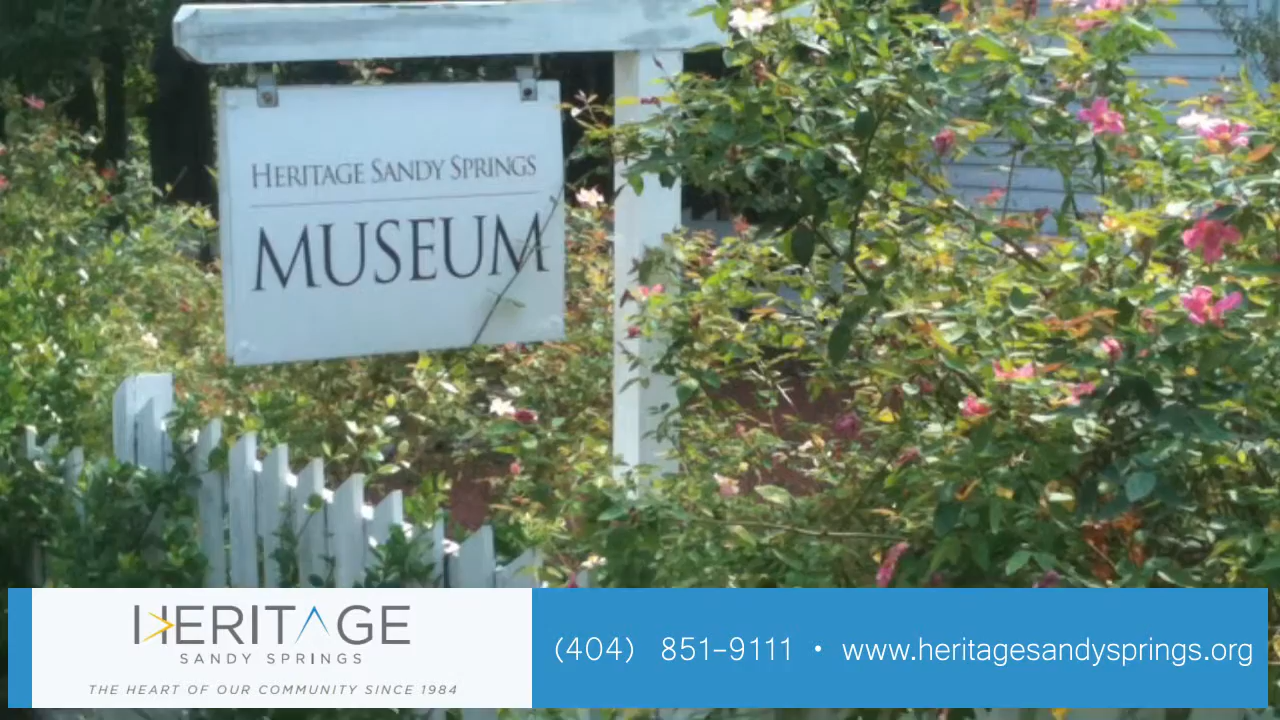 HERITAGE SANDY SPRINGS
MUSEUM
HERITAGE
SANDY SPRINGS
THE HEART OF OUR COMMUNITY SINCE 1984
(404) 851-9111 • www.heritagesandysprings.org